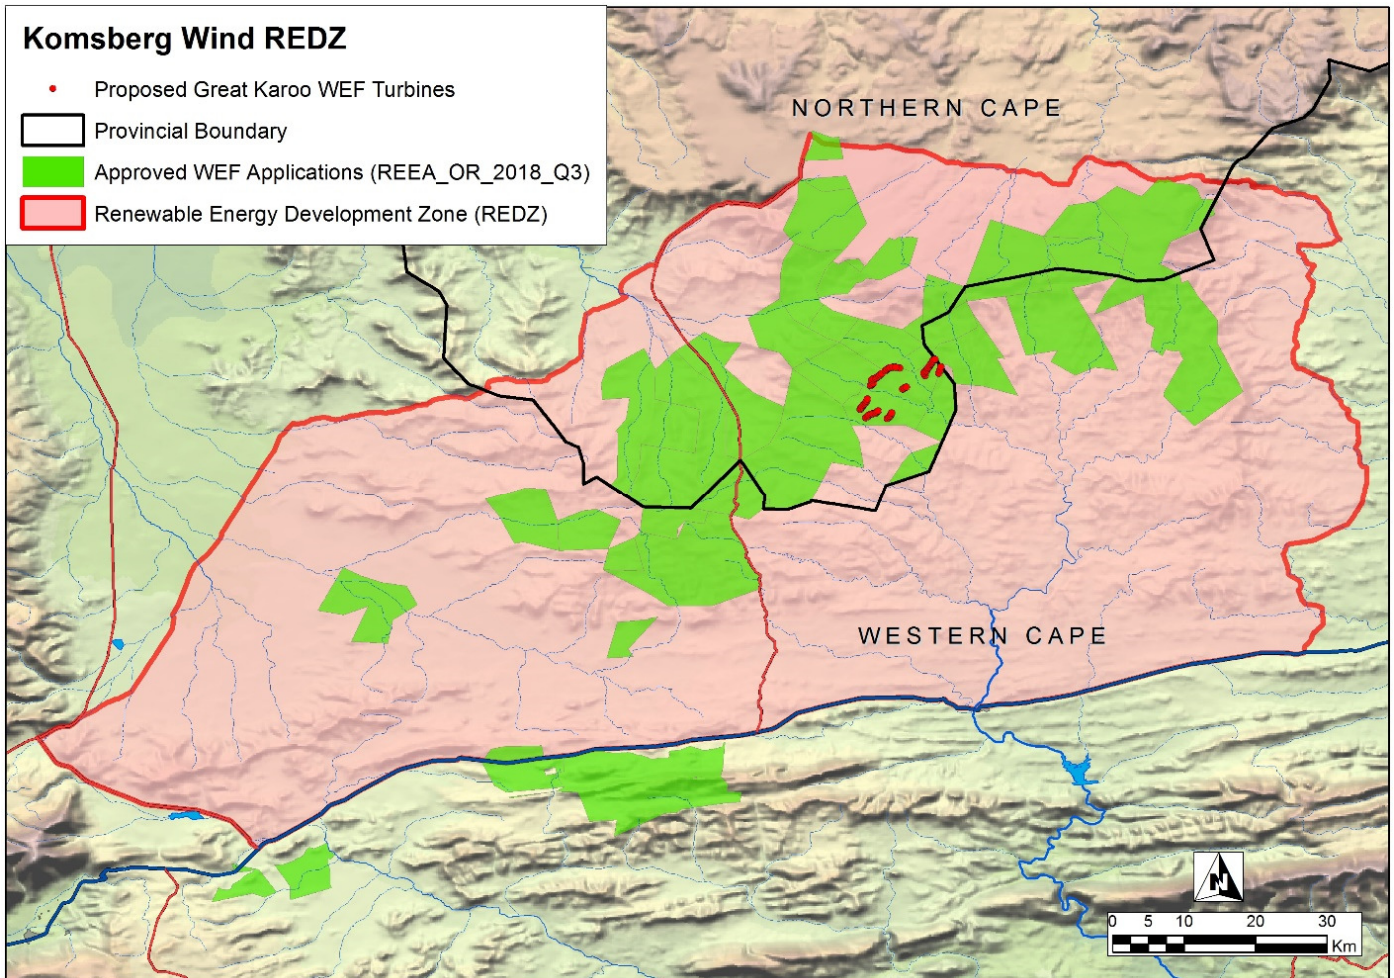 Komsberg Wind REDZ
Proposed Great Karoo WEF Turbines
Provincial Boundary
Approved WEF Applications (REEA_OR_2018_Q3)
Renewable Energy Development Zone (REDZ)
NORTHERN CAPE
WESTERN CAPE
N
0 5 10 20 30
Km